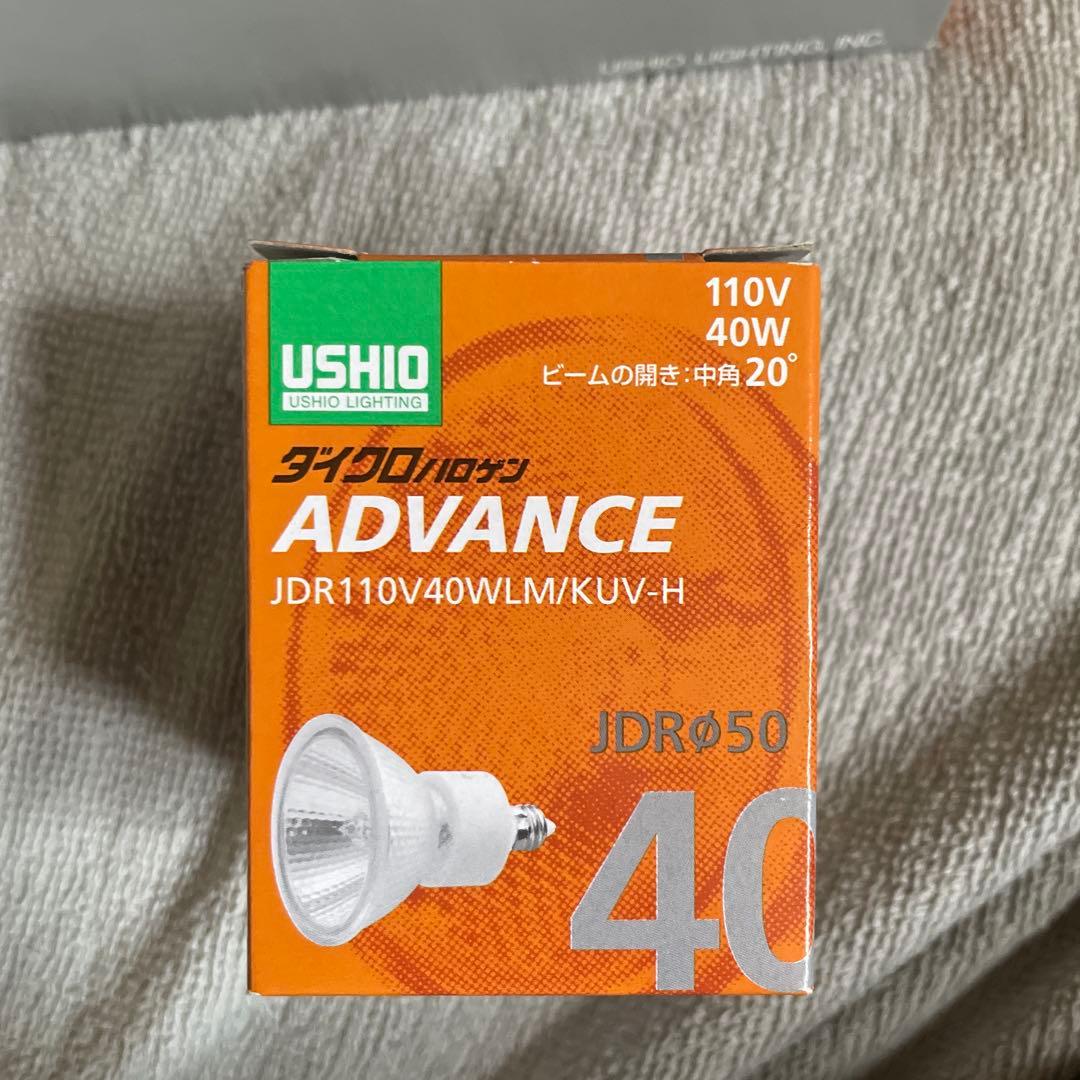 USHIO LIGHTING, INC.
USHIO
USHIO LIGHTING
110V
40W
ビームの開き:中角20°
ダイクロハロゲン
ADVANCE
JDR110V40WLM/KUV-H
JDRφ50
40